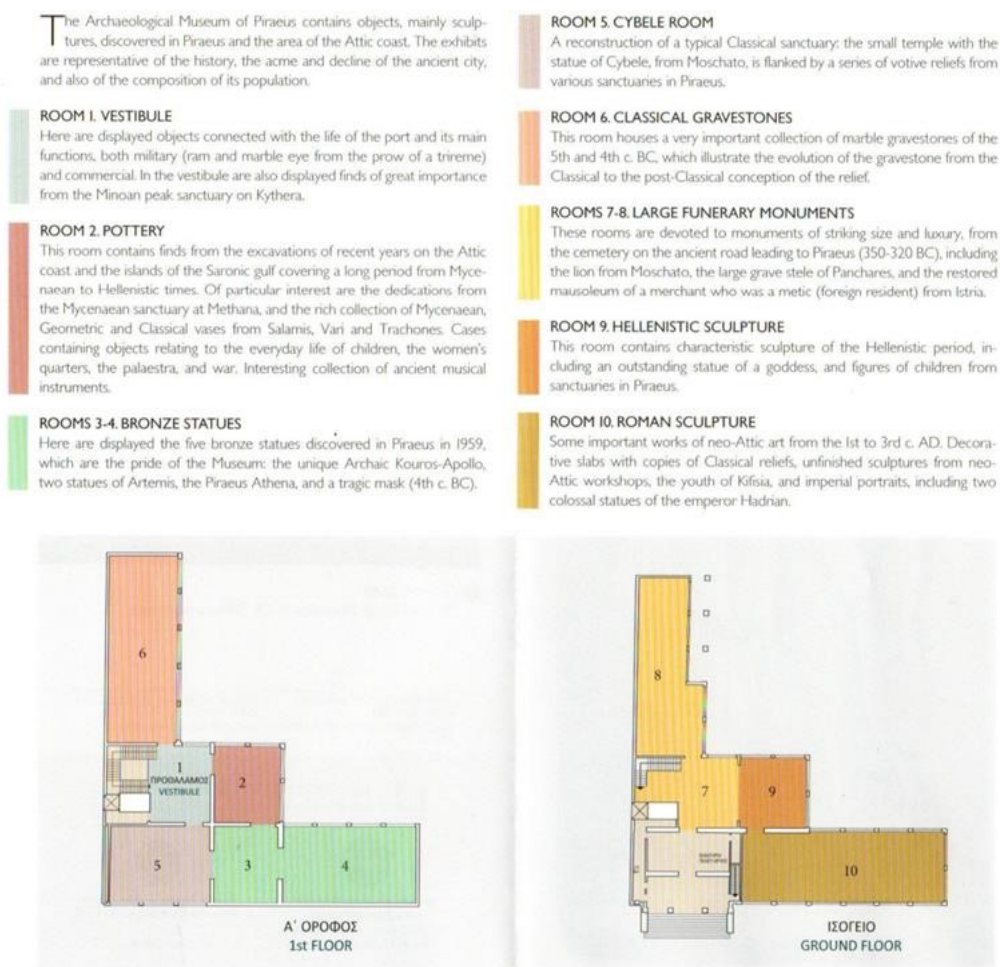 The Archaeological Museum of Piraeus contains objects, mainly sculp-
tures, discovered in Piraeus and the area of the Attic coast. The exhibits
are representative of the history, the acme and decline of the ancient city,
and also of the composition of its population.
ROOM 1. VESTIBULE
Here are displayed objects connected with the life of the port and its main
functions, both military (ram and marble eye from the prow of a trireme)
and commercial. In the vestibule are also displayed finds of great importance
from the Minoan peak sanctuary on Kythera.
ROOM 2. POTTERY
This room contains finds from the excavations of recent years on the Attic
coast and the islands of the Saronic gulf covering a long period from Myce-
naean to Hellenistic times. Of particular interest are the dedications from
the Mycenaean sanctuary at Methana, and the rich collection of Mycenaean,
Geometric and Classical vases from Salamis, Vari and Trachones. Cases
containing objects relating to the everyday life of children, the women's
quarters, the palaestra, and war. Interesting collection of ancient musical
instruments.
ROOMS 3-4. BRONZE STATUES
Here are displayed the five bronze statues discovered in Piraeus in 1959,
which are the pride of the Museum: the unique Archaic Kouros-Apollo,
two statues of Artemis, the Piraeus Athena, and a tragic mask (4th c. BC).
ROOM 5. CYBELE ROOM
A reconstruction of a typical Classical sanctuary: the small temple with the
statue of Cybele, from Moschato, is flanked by a series of votive reliefs from
various sanctuaries in Piraeus.
ROOM 6. CLASSICAL GRAVESTONES
This room houses a very important collection of marble gravestones of the
5th and 4th c. BC, which illustrate the evolution of the gravestone from the
Classical to the post-Classical conception of the relief.
ROOMS 7-8. LARGE FUNERARY MONUMENTS
These rooms are devoted to monuments of striking size and luxury, from
the cemetery on the ancient road leading to Piraeus (350-320 BC), including
the lion from Moschato, the large grave stele of Panchares, and the restored
mausoleum of a merchant who was a metic (foreign resident) from Istria.
ROOM 9. HELLENISTIC SCULPTURE
This room contains characteristic sculpture of the Hellenistic period, in-
cluding an outstanding statue of a goddess, and figures of children from
sanctuaries in Piraeus.
ROOM 10. ROMAN SCULPTURE
Some important works of neo-Attic art from the 1st to 3rd c. AD. Decora-
tive slabs with copies of Classical reliefs, unfinished sculptures from neo-
Attic workshops, the youth of Kifisia, and imperial portraits, including two
colossal statues of the emperor Hadrian.
6
1
ΠΡΟΘΑΛΑΜΟΣ
VESTIBULE
2
5
3
4
Α' ΟΡΟΦΟΣ
1st FLOOR
8
7
9
10
ΙΣΟΓΕΙΟ
GROUND FLOOR